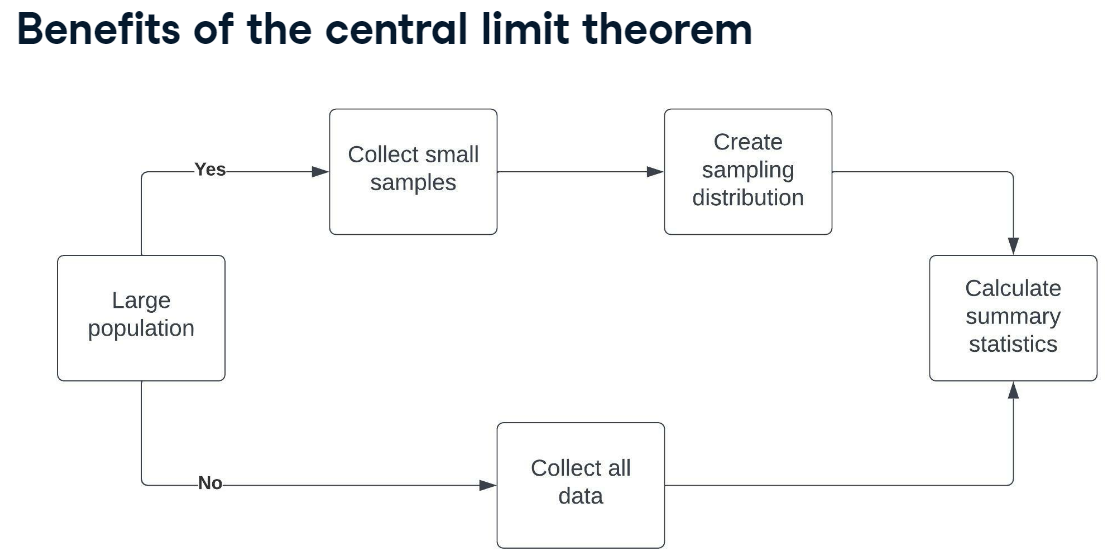 Benefits of the central limit theorem
Yes
Collect small
samples
Create
sampling
distribution
Large
population
Calculate
summary
statistics
No
Collect all
data